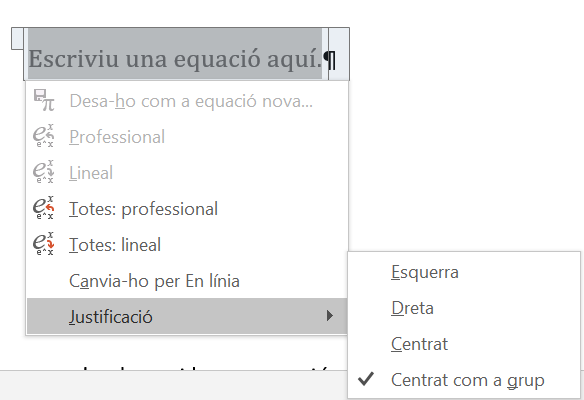 Escriviu una equació aquí.¶
Desa-ho com a equació nova...
Professional
Lineal
Totes: professional
Totes: lineal
Canvia-ho per En línia
Justificació
Esquerra
Dreta
Centrat
Centrat com a grup